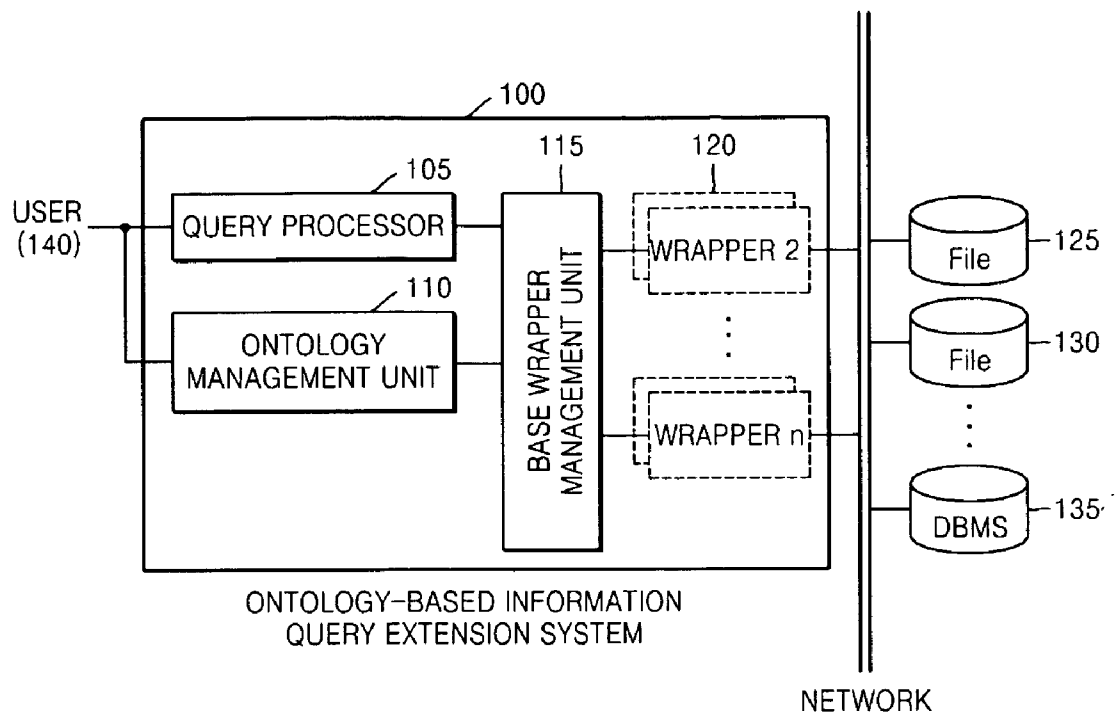 100
105
115
120
USER
(140)
QUERY PROCESSOR
110
ONTOLOGY
MANAGEMENT UNIT
BASE WRAPPER
MANAGEMENT UNIT
WRAPPER 2
WRAPPER n
File
125
File
130
DBMS
135
ONTOLOGY-BASED INFORMATION
QUERY EXTENSION SYSTEM
NETWORK